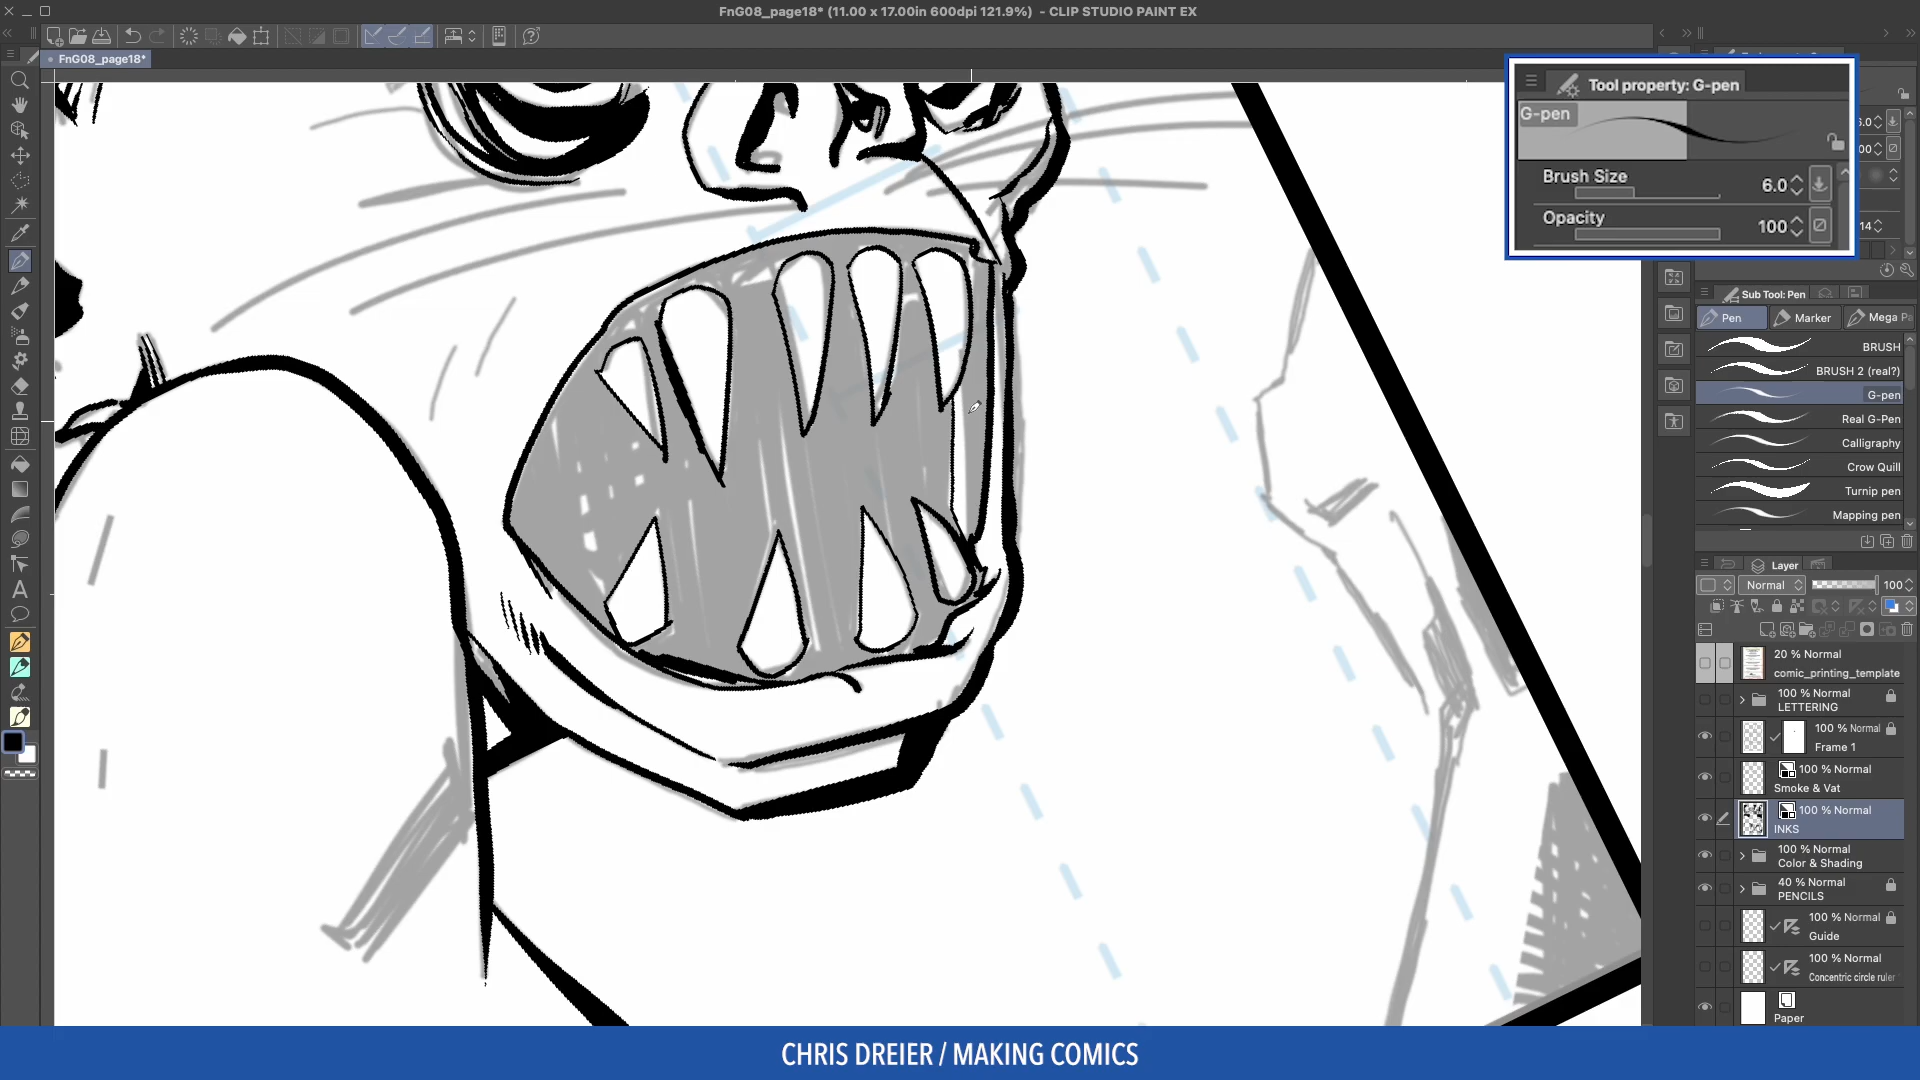 FnG08_page18* (11.00 x 17.00in 600dpi 121.9%) - CLIP STUDIO PAINT EX
FnG08_page18*
Tool property: G-pen
G-pen
Brush Size 6.0
Opacity 100
Sub Tool: Pen
Pen Marker Mega Pa
BRUSH
BRUSH 2 (real?)
G-pen
Real G-Pen
Calligraphy
Crow Quill
Turnip pen
Mapping pen
Layer
Normal 100
20 % Normal
comic_printing_template
100 % Normal
LETTERING
100 % Normal
Frame 1
100 % Normal
Smoke & Vat
100 % Normal
INKS
100 % Normal
Color & Shading
40 % Normal
PENCILS
100 % Normal
Guide
100 % Normal
Concentric circle ruler
Paper
CHRIS DREIER / MAKING COMICS